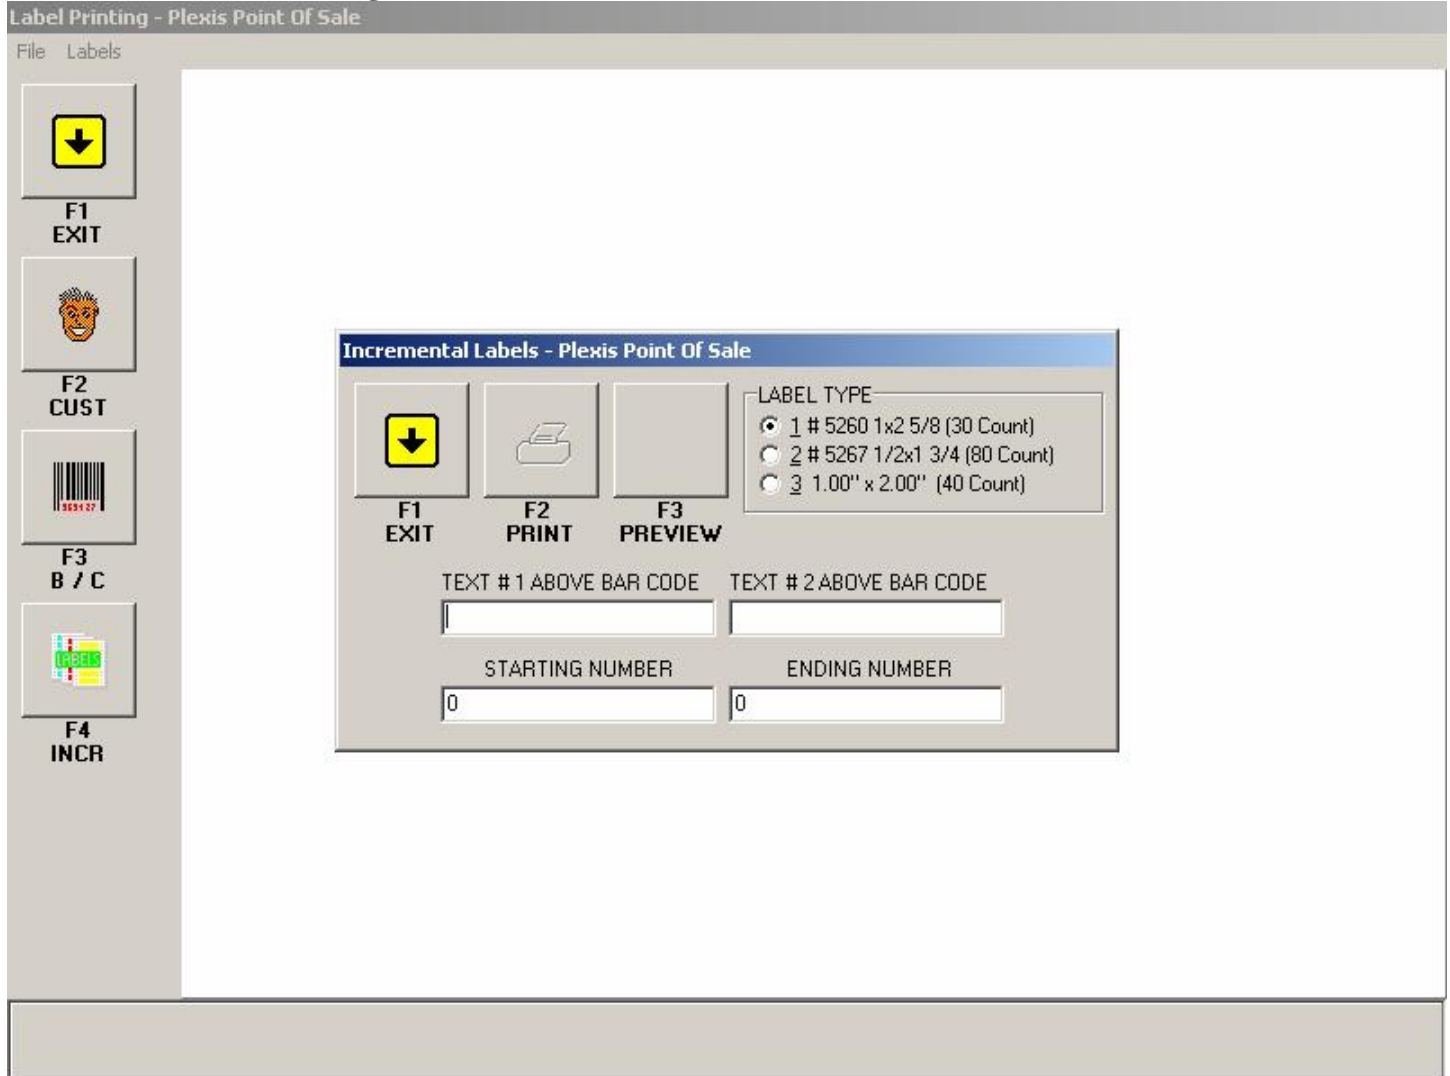 Label Printing - Plexis Point Of Sale
File Labels
F1
EXIT
F2
CUST
F3
B / C
LABELS
F4
INCR
Incremental Labels - Plexis Point Of Sale
F1
EXIT
F2
PRINT
F3
PREVIEW
LABEL TYPE
1 # 5260 1x2 5/8 (30 Count)
2 # 5267 1/2x1 3/4 (80 Count)
3 1.00" x 2.00" (40 Count)
TEXT # 1 ABOVE BAR CODE
TEXT # 2 ABOVE BAR CODE
STARTING NUMBER
ENDING NUMBER
0
0